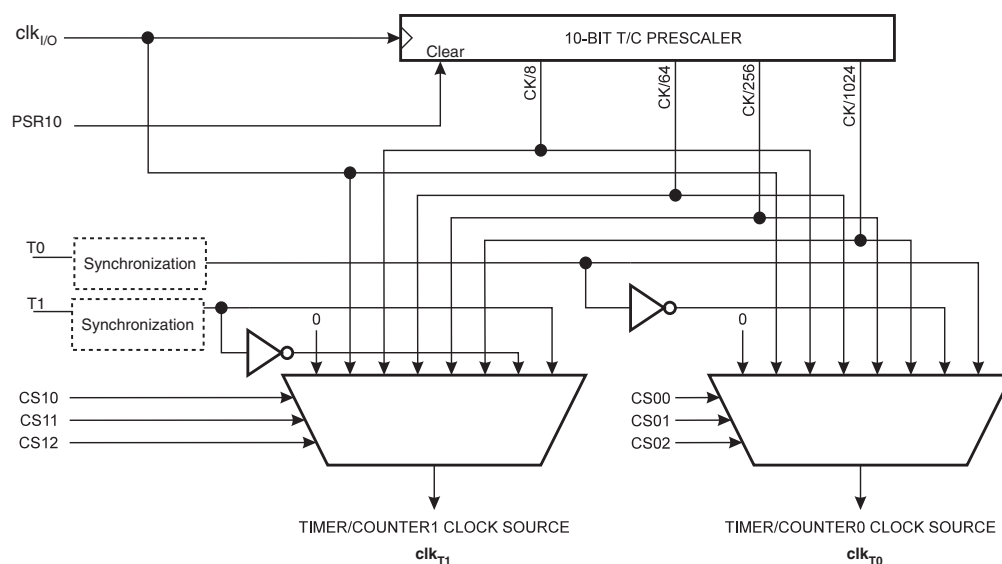 clkI/O
10-BIT T/C PRESCALER
Clear
CK/8
CK/64
CK/256
CK/1024
PSR10
T0
Synchronization
T1
Synchronization
0
0
CS10
CS11
CS12
CS00
CS01
CS02
TIMER/COUNTER1 CLOCK SOURCE
clkT1
TIMER/COUNTER0 CLOCK SOURCE
clkT0